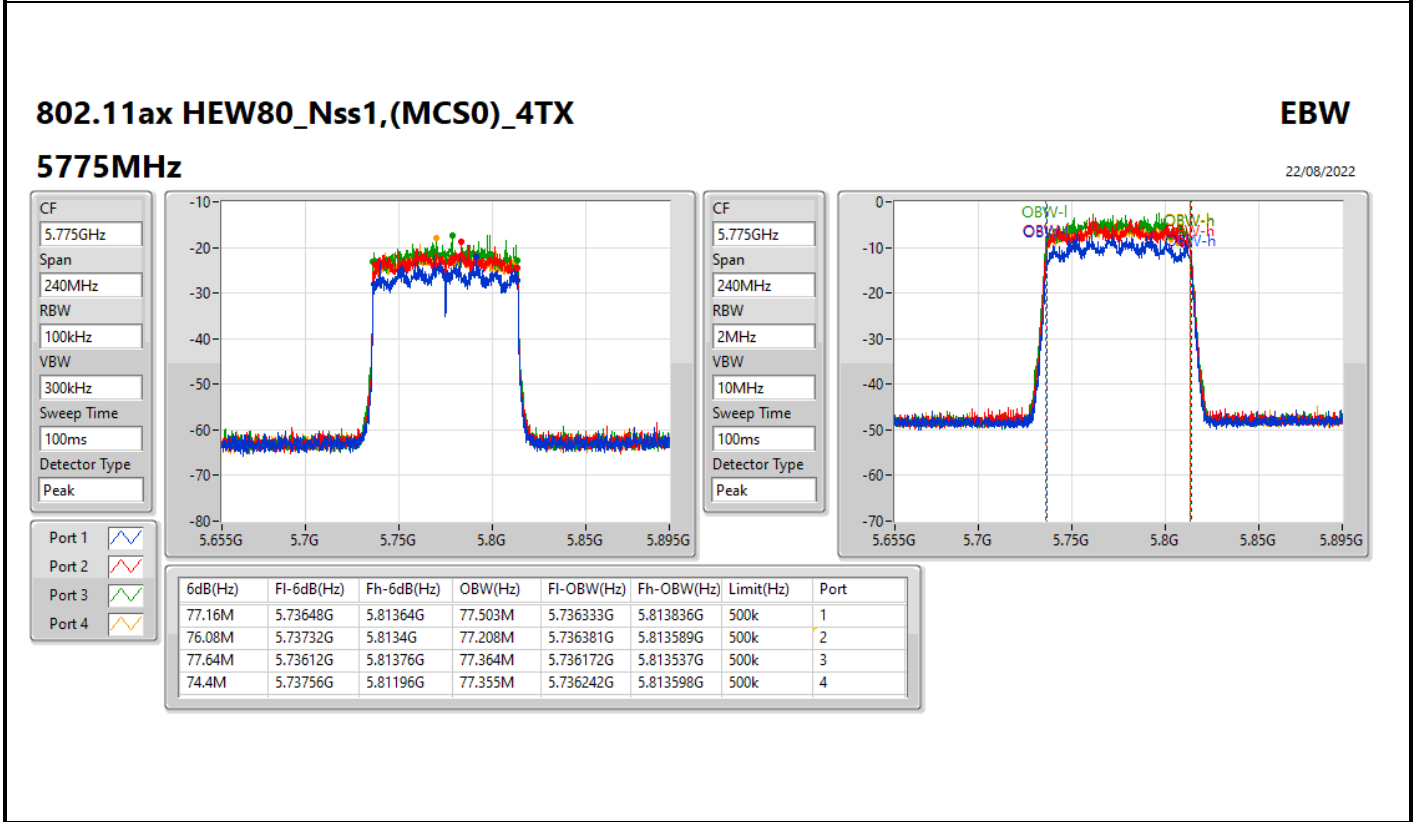 802.11ax HEW80_Nss1,(MCS0)_4TX
EBW
5775MHz
22/08/2022
CF
5.775GHz
Span
240MHz
RBW
100kHz
VBW
300kHz
Sweep Time
100ms
Detector Type
Peak
-10
-20
-30
-40
-50
-60
-70
-80
5.655G 5.7G 5.75G 5.8G 5.85G 5.895G
CF
5.775GHz
Span
240MHz
RBW
2MHz
VBW
10MHz
Sweep Time
100ms
Detector Type
Peak
0
-10
-20
-30
-40
-50
-60
-70
5.655G 5.7G 5.75G 5.8G 5.85G 5.895G
OBW-l
OBW-h
Port 1
Port 2
Port 3
Port 4
6dB(Hz) Fl-6dB(Hz) Fh-6dB(Hz) OBW(Hz) Fl-OBW(Hz) Fh-OBW(Hz) Limit(Hz) Port
77.16M 5.73648G 5.81364G 77.503M 5.736333G 5.813836G 500k 1
76.08M 5.73732G 5.8134G 77.208M 5.736381G 5.813589G 500k 2
77.64M 5.73612G 5.81376G 77.364M 5.736172G 5.813537G 500k 3
74.4M 5.73756G 5.81196G 77.355M 5.736242G 5.813598G 500k 4